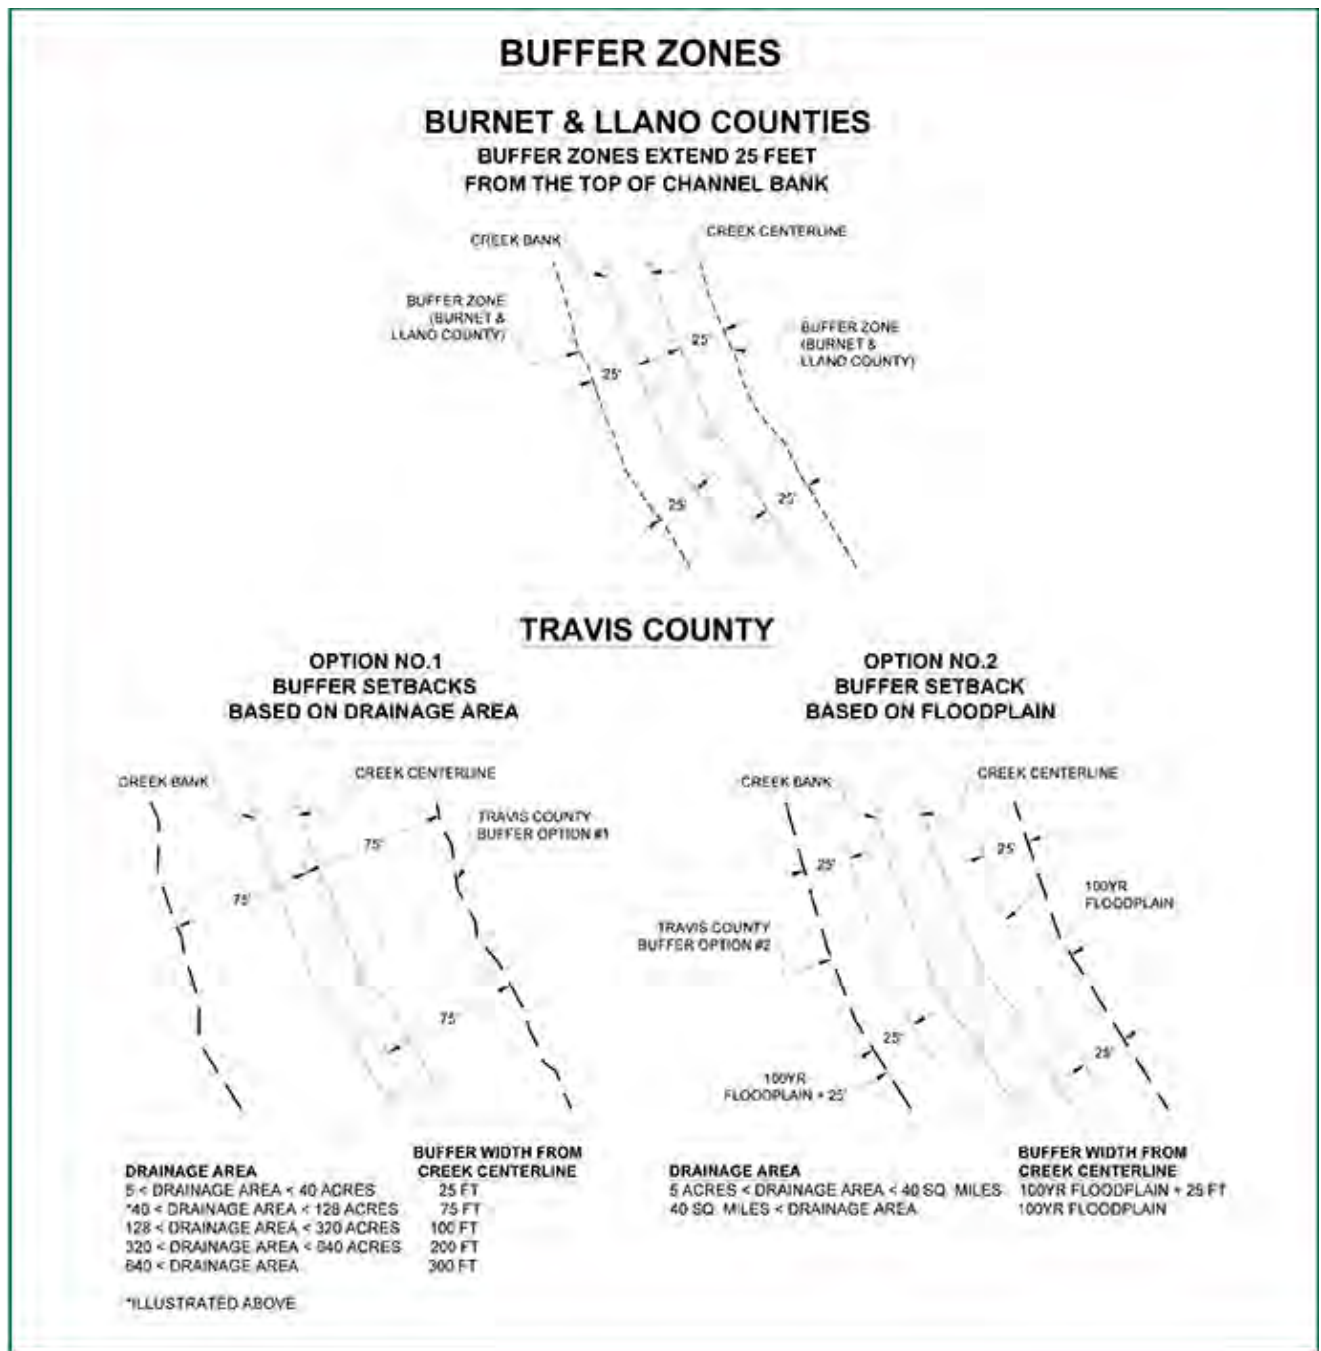 BUFFER ZONES
BURNET & LLANO COUNTIES
BUFFER ZONES EXTEND 25 FEET
FROM THE TOP OF CHANNEL BANK
CREEK BANK
CREEK CENTERLINE
BUFFER ZONE
(BURNET &
LLANO COUNTY)
BUFFER ZONE
(BURNET &
LLANO COUNTY)
25'
25'
25'
25'
TRAVIS COUNTY
OPTION NO.1
BUFFER SETBACKS
BASED ON DRAINAGE AREA
CREEK BANK
CREEK CENTERLINE
TRAVIS COUNTY
BUFFER OPTION #1
75'
75'
75'
DRAINAGE AREA
BUFFER WIDTH FROM
CREEK CENTERLINE
5 < DRAINAGE AREA < 40 ACRES 25 FT
*40 < DRAINAGE AREA < 128 ACRES 75 FT
128 < DRAINAGE AREA < 320 ACRES 100 FT
320 < DRAINAGE AREA < 640 ACRES 200 FT
640 < DRAINAGE AREA 300 FT
*ILLUSTRATED ABOVE
OPTION NO.2
BUFFER SETBACK
BASED ON FLOODPLAIN
CREEK BANK
CREEK CENTERLINE
25'
25'
100YR
FLOODPLAIN
TRAVIS COUNTY
BUFFER OPTION #2
25'
25'
100YR
FLOODPLAIN + 25'
DRAINAGE AREA
BUFFER WIDTH FROM
CREEK CENTERLINE
5 ACRES < DRAINAGE AREA < 40 SQ. MILES 100YR FLOODPLAIN + 25 FT
40 SQ. MILES < DRAINAGE AREA 100YR FLOODPLAIN